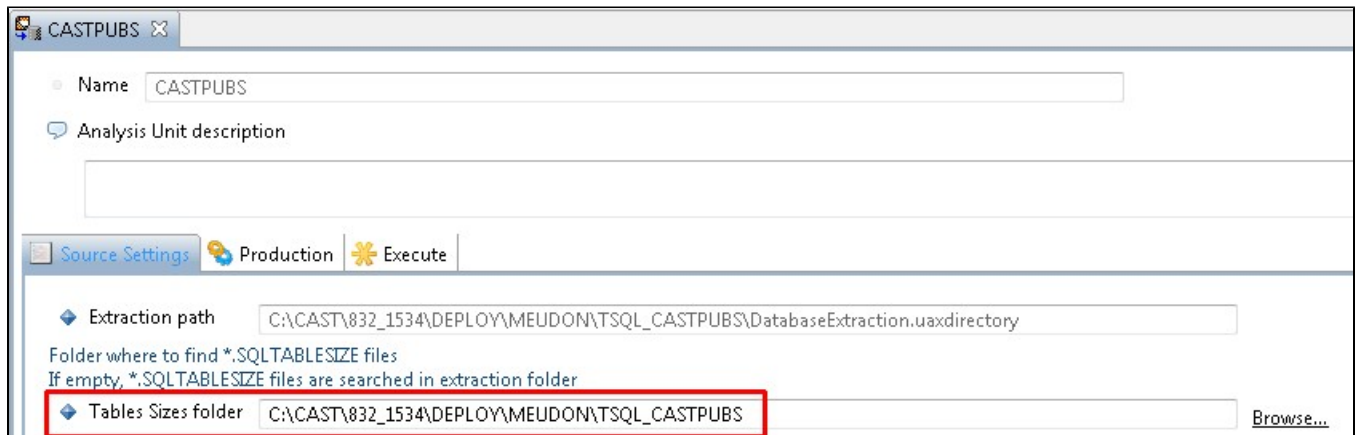 CASTPUBS
Name CASTPUBS
Analysis Unit description
Source Settings Production Execute
Extraction path C:\CAST\832_1534\DEPLOY\MEUDON\TSQL_CASTPUBS\DatabaseExtraction.uaxdirectory
Folder where to find *.SQLTABLESIZE files
If empty, *.SQLTABLESIZE files are searched in extraction folder
Tables Sizes folder C:\CAST\832_1534\DEPLOY\MEUDON\TSQL_CASTPUBS Browse...